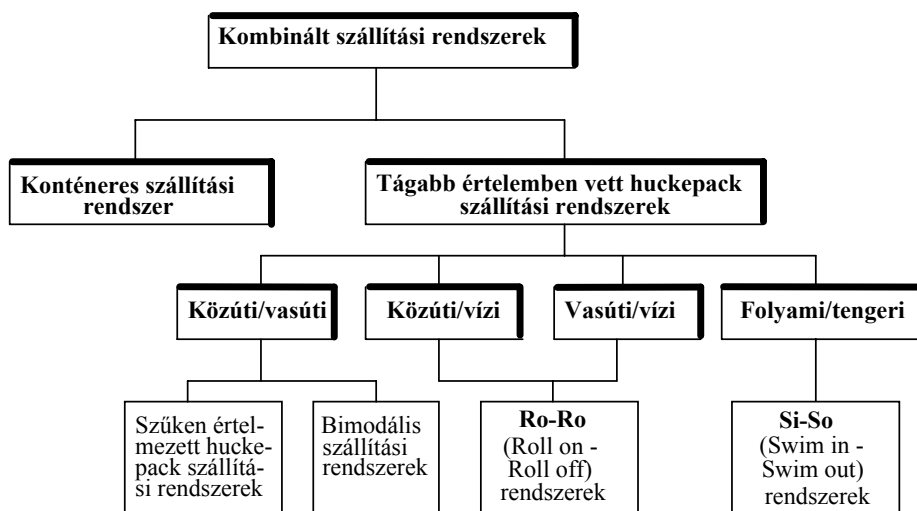 Kombinált szállítási rendszerek
Konténeres szállítási
rendszer
Tágabb értelemben vett huckepack
szállítási rendszerek
Közúti/vasúti
Közúti/vízi
Vasúti/vízi
Folyami/tengeri
Szűken értel-
mezett hucke-
pack szállítá-
si rendszerek
Bimodális
szállítási
rendszerek
Ro-Ro
(Roll on -
Roll off)
rendszerek
Si-So
(Swim in -
Swim out)
rendszerek